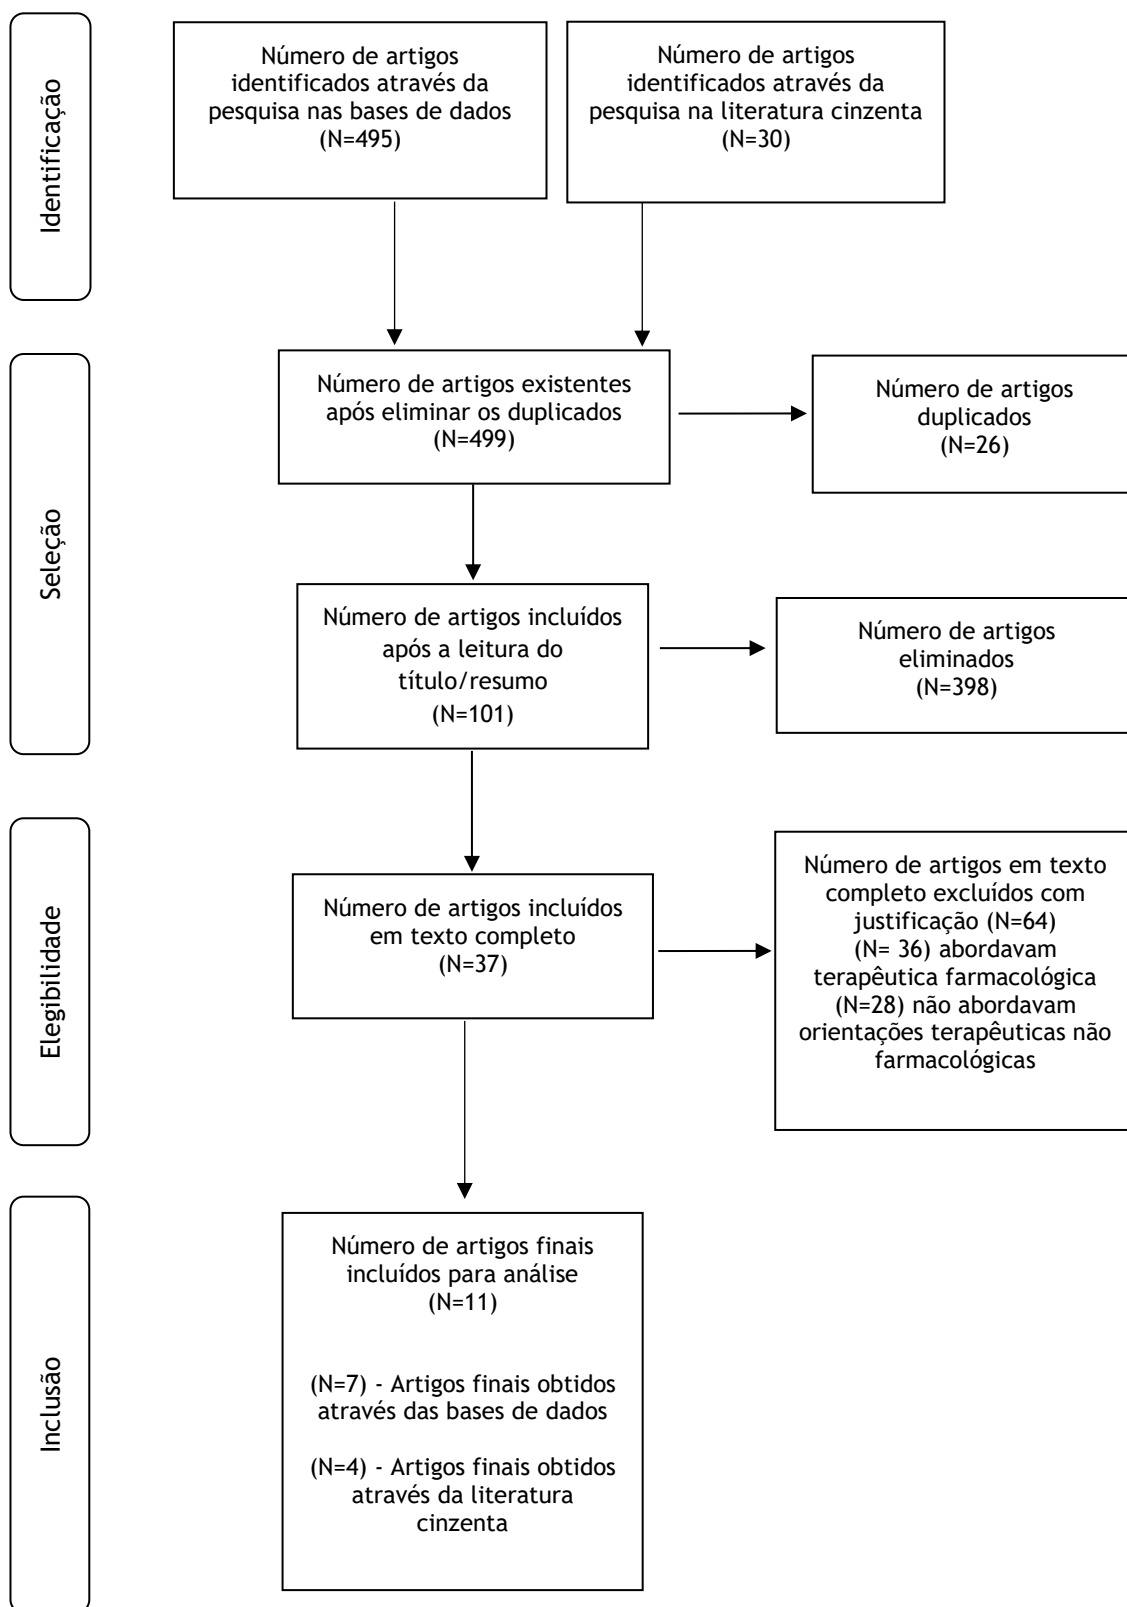 Identificação
Número de artigos
identificados através da
pesquisa nas bases de dados
(N=495)
Número de artigos
identificados através da
pesquisa na literatura cinzenta
(N=30)
Seleção
Número de artigos existentes
após eliminar os duplicados
(N=499)
Número de artigos
duplicados
(N=26)
Número de artigos incluídos
após a leitura do
título/resumo
(N=101)
Número de artigos
eliminados
(N=398)
Elegibilidade
Número de artigos incluídos
em texto completo
(N=37)
Número de artigos em texto
completo excluídos com
justificação (N=64)
(N= 36) abordavam
terapêutica farmacológica
(N=28) não abordavam
orientações terapêuticas não
farmacológicas
Inclusão
Número de artigos finais
incluídos para análise
(N=11)
(N=7) - Artigos finais obtidos
através das bases de dados
(N=4) - Artigos finais obtidos
através da literatura
cinzenta